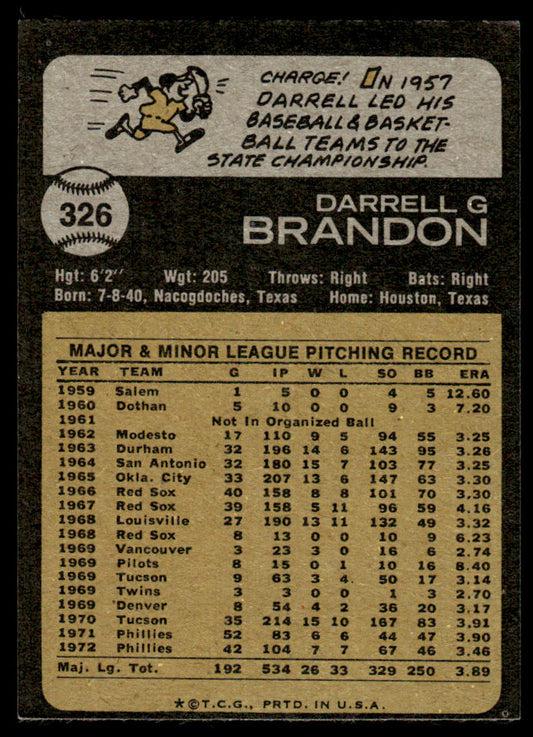 CHARGE! IN 1957
DARRELL LED HIS
BASEBALL & BASKET-
BALL TEAMS TO THE
STATE CHAMPIONSHIP.
326
DARRELL G
BRANDON
Hgt: 6'2" Wgt: 205 Throws: Right Bats: Right
Born: 7-8-40, Nacogdoches, Texas Home: Houston, Texas
MAJOR & MINOR LEAGUE PITCHING RECORD
YEAR TEAM G IP W L SO BB ERA
1959 Salem 1 5 0 0 4 5 12.60
1960 Dothan 5 10 0 0 9 3 7.20
1961 Not In Organized Ball
1962 Modesto 17 110 9 5 94 55 3.25
1963 Durham 32 196 14 6 143 95 3.26
1964 San Antonio 32 180 15 7 103 77 3.25
1965 Okla. City 33 207 13 6 147 63 3.30
1966 Red Sox 40 158 8 8 101 70 3.30
1967 Red Sox 39 158 5 11 96 59 4.16
1968 Louisville 27 190 13 11 132 49 3.32
1968 Red Sox 8 13 0 0 10 9 6.23
1969 Vancouver 3 23 3 0 16 6 2.74
1969 Pilots 8 15 0 1 10 16 8.40
1969 Tucson 9 63 3 4 50 17 3.14
1969 Twins 3 3 0 0 1 3 2.70
1969 Denver 8 54 4 2 36 20 3.17
1970 Tucson 35 214 15 10 167 83 3.91
1971 Phillies 52 83 6 6 44 47 3.90
1972 Phillies 42 104 7 7 67 46 3.46
Maj. Lg. Tot. 192 534 26 33 329 250 3.89
*©T.C.G., PRTD. IN U.S.A.